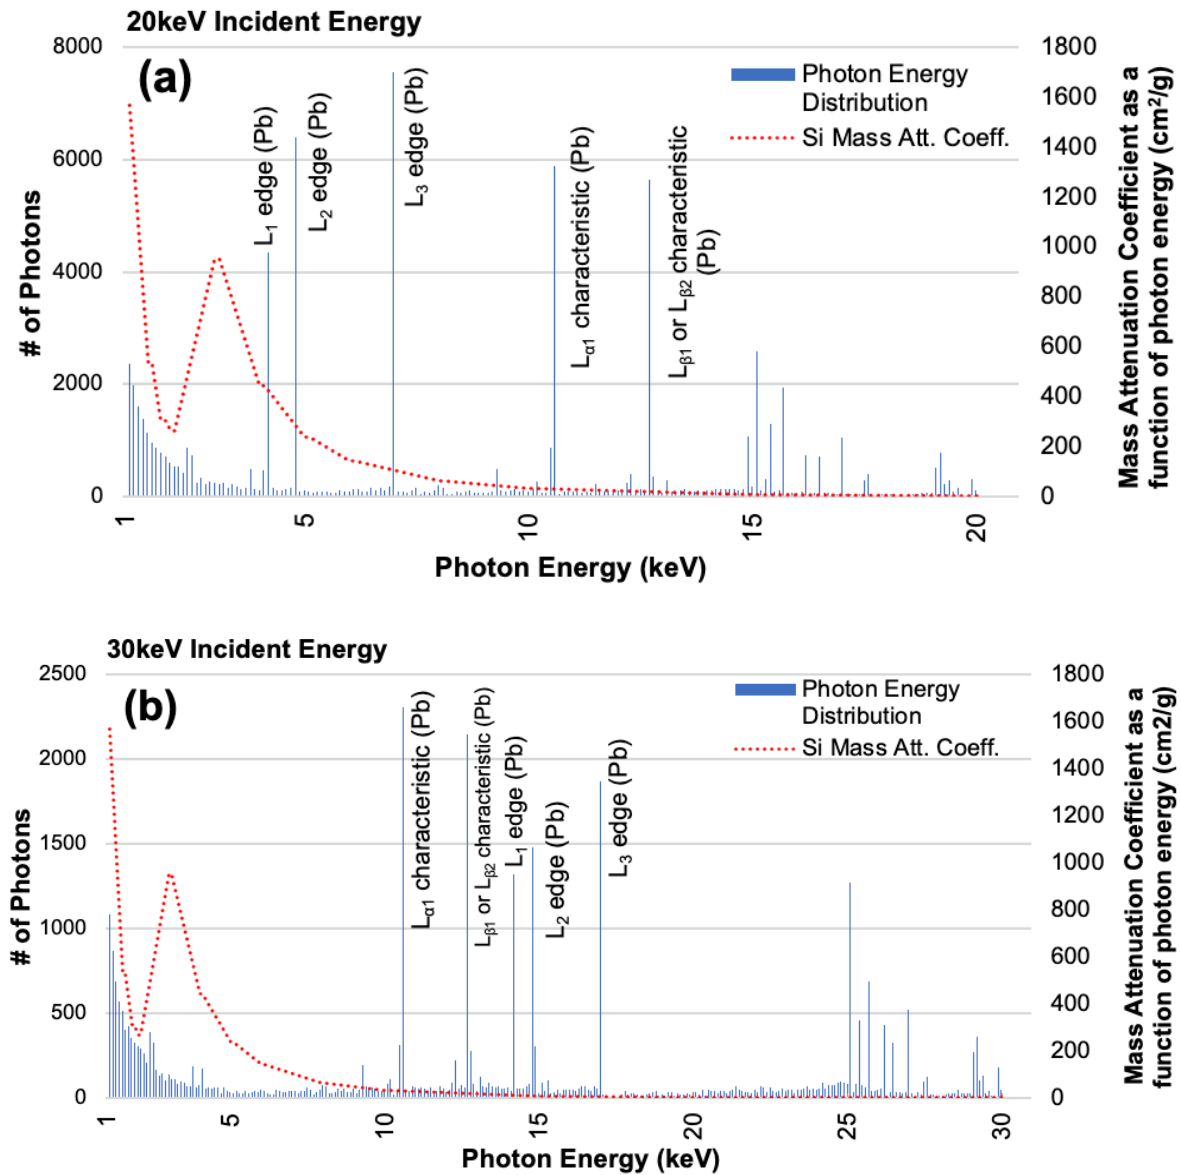 20keV Incident Energy
(a)
8000
6000
4000
2000
0
# of Photons
1800
1600
1400
1200
1000
800
600
400
200
0
Mass Attenuation Coefficient as a
function of photon energy (cm²/g)
Photon Energy
Distribution
Si Mass Att. Coeff.
L₁ edge (Pb)
L₂ edge (Pb)
L₃ edge (Pb)
Lα1 characteristic (Pb)
Lβ1 or Lβ2 characteristic
(Pb)
1
5
10
15
20
Photon Energy (keV)
30keV Incident Energy
(b)
2500
2000
1500
1000
500
0
# of Photons
1800
1600
1400
1200
1000
800
600
400
200
0
Mass Attenuation Coefficient as a
function of photon energy (cm2/g)
Photon Energy
Distribution
Si Mass Att. Coeff.
Lα1 characteristic (Pb)
Lβ1 or Lβ2 characteristic (Pb)
L₁ edge (Pb)
L₂ edge (Pb)
L₃ edge (Pb)
1
5
10
15
20
25
30
Photon Energy (keV)